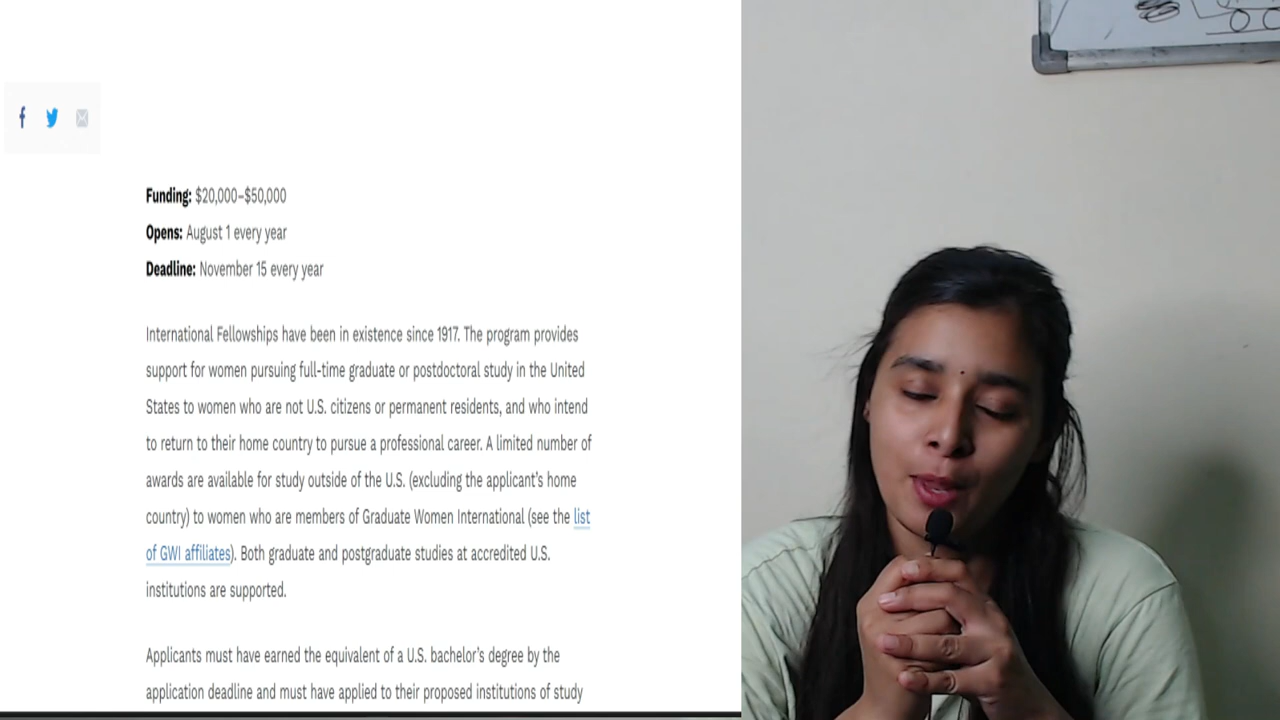 Funding: $20,000–$50,000
Opens: August 1 every year
Deadline: November 15 every year
International Fellowships have been in existence since 1917. The program provides
support for women pursuing full-time graduate or postdoctoral study in the United
States to women who are not U.S. citizens or permanent residents, and who intend
to return to their home country to pursue a professional career. A limited number of
awards are available for study outside of the U.S. (excluding the applicant's home
country) to women who are members of Graduate Women International (see the list
of GWI affiliates). Both graduate and postgraduate studies at accredited U.S.
institutions are supported.
Applicants must have earned the equivalent of a U.S. bachelor's degree by the
application deadline and must have applied to their proposed institutions of study